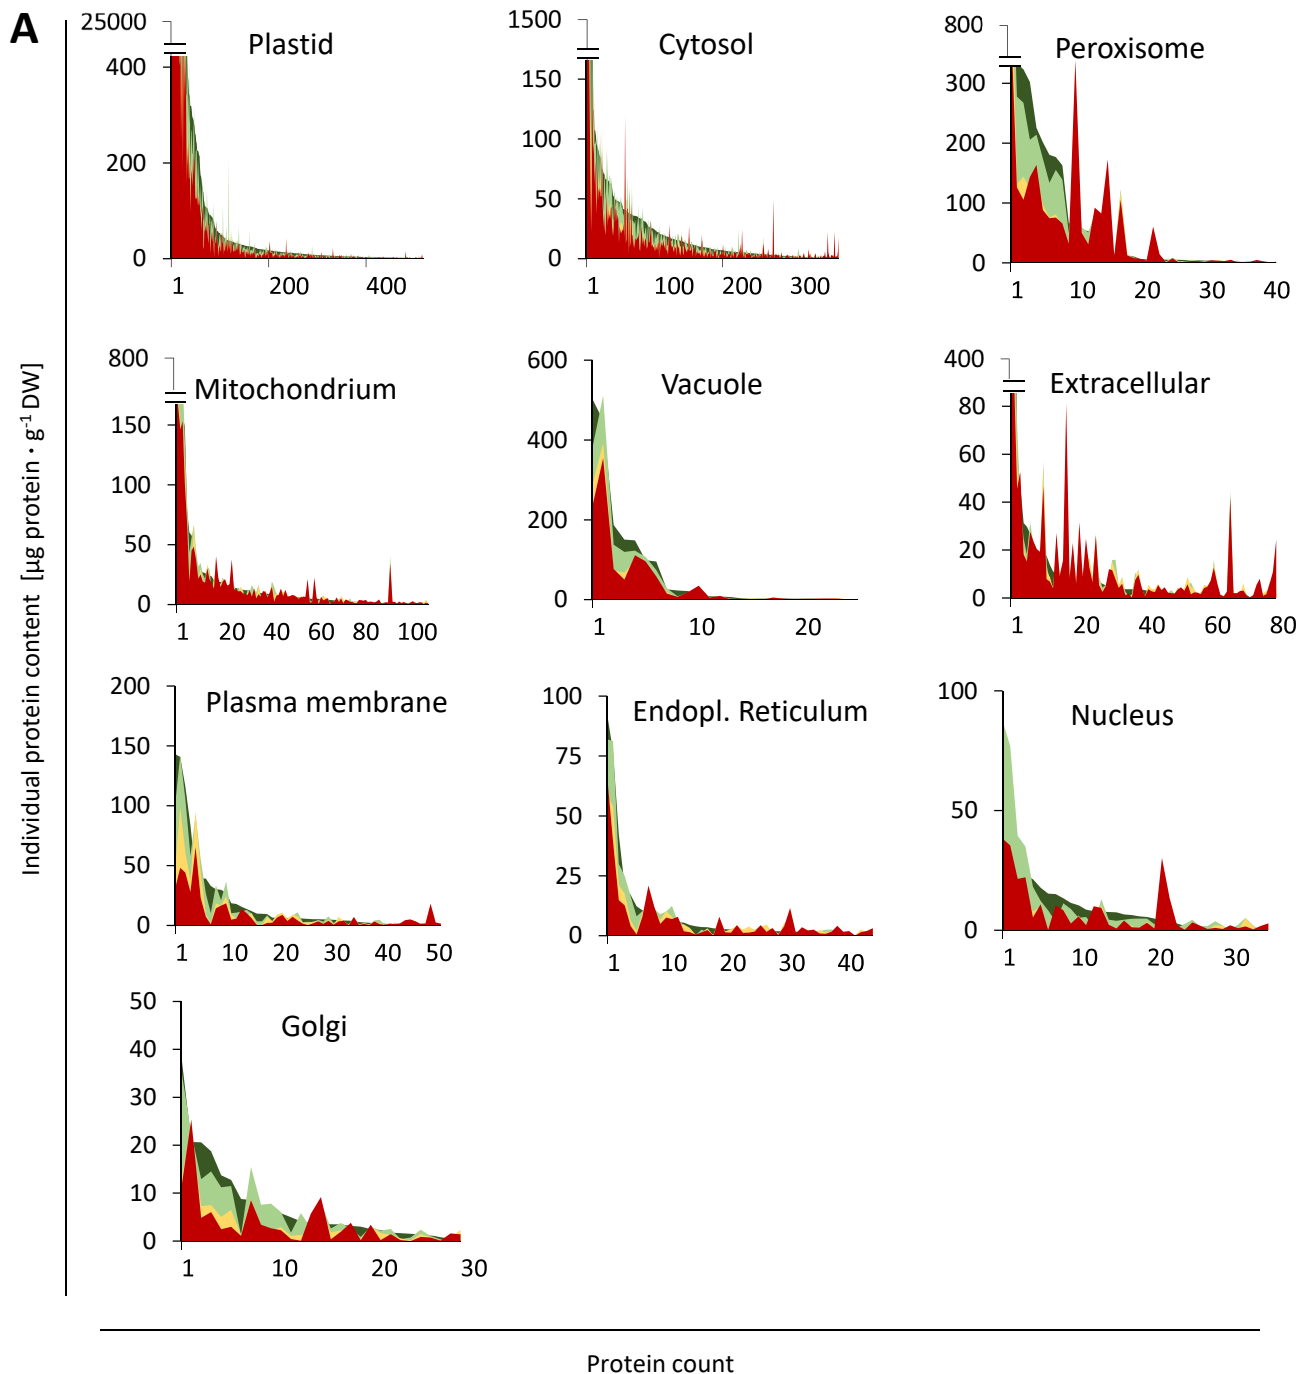 A
Individual protein content [µg protein · g⁻¹ DW]
Plastid
25000
400
200
0
1 200 400
Cytosol
1500
150
100
50
0
1 100 200 300
Peroxisome
800
300
200
100
0
1 10 20 30 40
Mitochondrium
800
150
100
50
0
1 20 40 60 80 100
Vacuole
600
400
200
0
1 10 20
Extracellular
400
80
60
40
20
0
1 20 40 60 80
Plasma membrane
200
150
100
50
0
1 10 20 30 40 50
Endopl. Reticulum
100
75
50
25
0
1 10 20 30 40
Nucleus
100
50
0
1 10 20 30
Golgi
50
40
30
20
10
0
1 10 20 30
Protein count